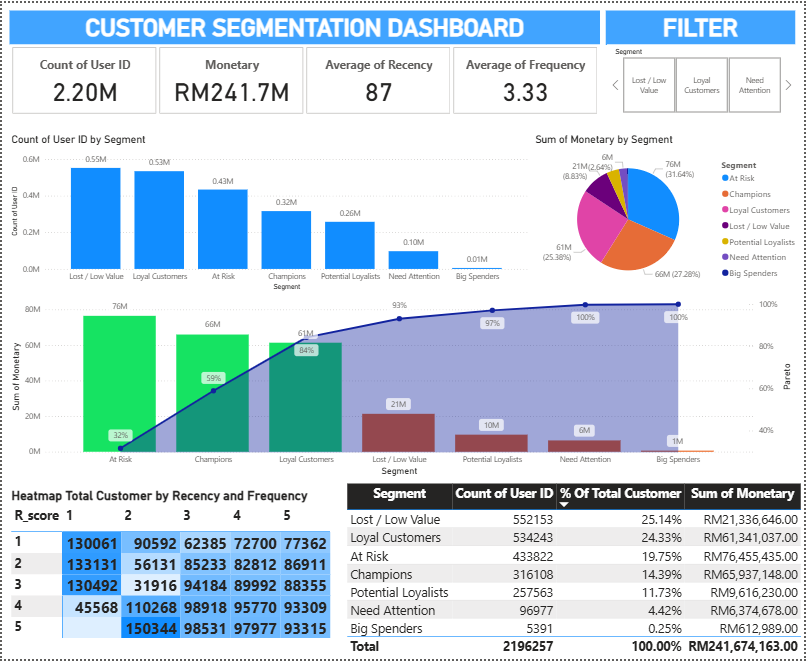 CUSTOMER SEGMENTATION DASHBOARD
FILTER
Count of User ID
2.20M
Monetary
RM241.7M
Average of Recency
87
Average of Frequency
3.33
Segment
Lost / Low Value
Loyal Customers
Need Attention
Count of User ID by Segment
Count of User ID
0.6M
0.4M
0.2M
0.0M
0.55M
0.53M
0.43M
0.32M
0.26M
0.10M
0.01M
Lost / Low Value
Loyal Customers
At Risk
Champions
Potential Loyalists
Need Attention
Big Spenders
Segment
Sum of Monetary by Segment
6M (2.64%)
21M (8.83%)
61M (25.38%)
76M (31.64%)
66M (27.28%)
Segment
At Risk
Champions
Loyal Customers
Lost / Low Value
Potential Loyalists
Need Attention
Big Spenders
Sum of Monetary
80M
60M
40M
20M
0M
76M
66M
61M
21M
10M
6M
1M
32%
59%
84%
93%
97%
100%
100%
100%
80%
60%
40%
Pareto
At Risk
Champions
Loyal Customers
Lost / Low Value
Potential Loyalists
Need Attention
Big Spenders
Segment
Heatmap Total Customer by Recency and Frequency
R_score 1 2 3 4 5
1 130061 90592 62385 72700 77362
2 133131 56131 85233 82812 86911
3 130492 31916 94184 89992 88355
4 45568 110268 98918 95770 93309
5 150344 98531 97977 93315
Segment Count of User ID % Of Total Customer Sum of Monetary
Lost / Low Value 552153 25.14% RM21,336,646.00
Loyal Customers 534243 24.33% RM61,341,037.00
At Risk 433822 19.75% RM76,455,435.00
Champions 316108 14.39% RM65,937,148.00
Potential Loyalists 257563 11.73% RM9,616,230.00
Need Attention 96977 4.42% RM6,374,678.00
Big Spenders 5391 0.25% RM612,989.00
Total 2196257 100.00% RM241,674,163.00